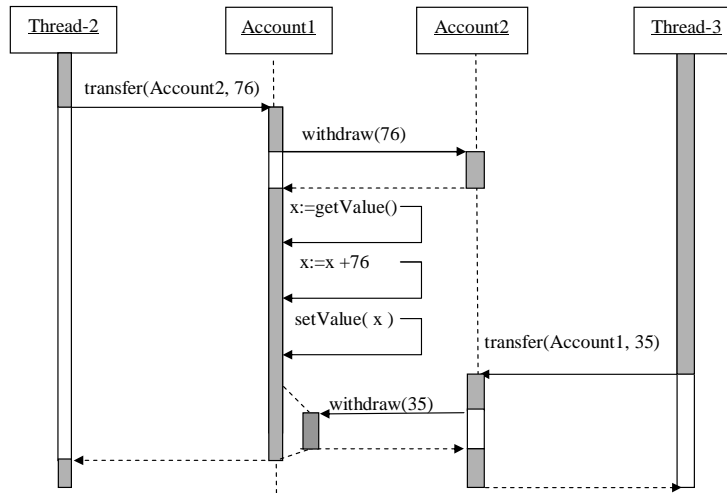 Thread-2 Account1 Account2 Thread-3
transfer(Account2, 76)
withdraw(76)
x:=getValue()
x:=x +76
setValue( x )
transfer(Account1, 35)
withdraw(35)